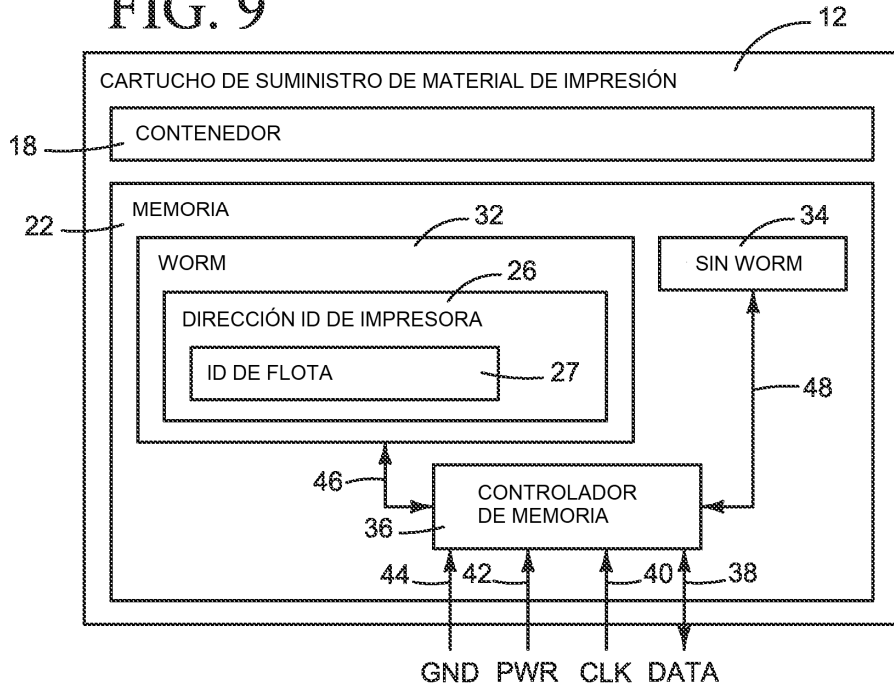 FIG. 9
12
CARTUCHO DE SUMINISTRO DE MATERIAL DE IMPRESIÓN
CONTENEDOR
18
MEMORIA
22
32
34
WORM
SIN WORM
26
DIRECCIÓN ID DE IMPRESORA
ID DE FLOTA
27
48
46
CONTROLADOR
DE MEMORIA
36
44 42 40 38
GND PWR CLK DATA